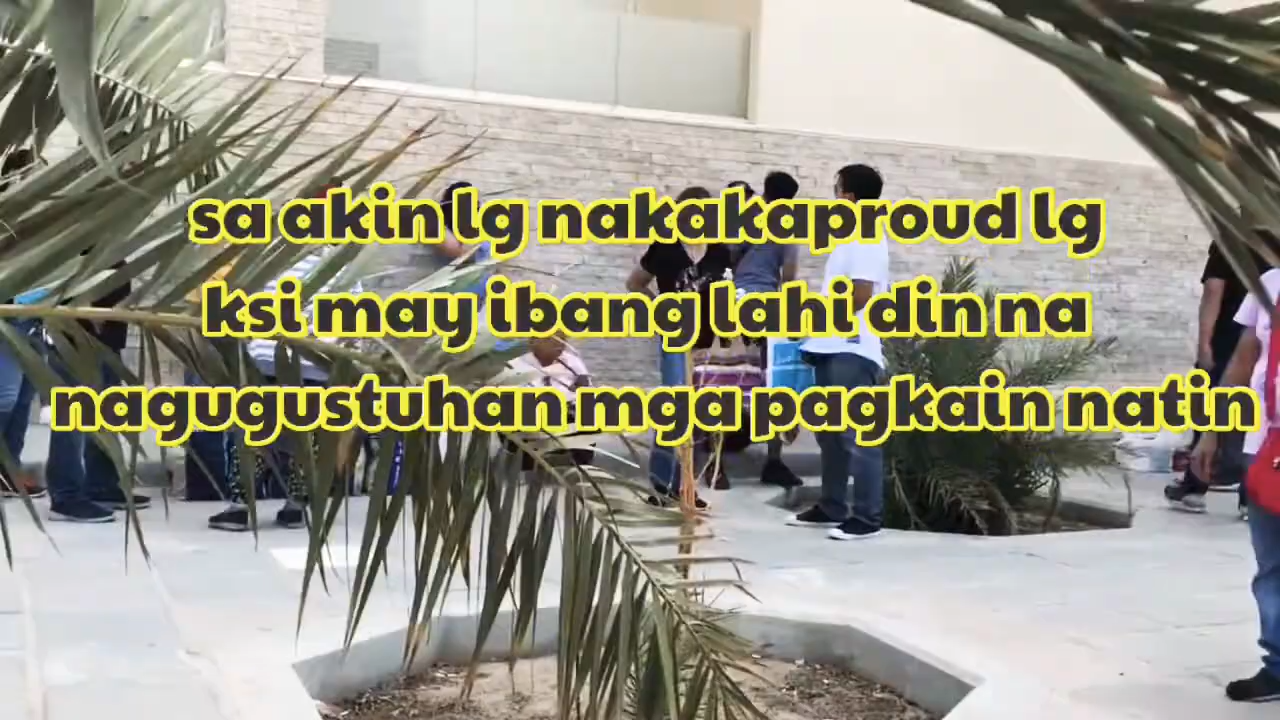 sa akin lg nakakaproud lg
ksi may ibang lahi din na
nagugustuhan mga pagkain natin